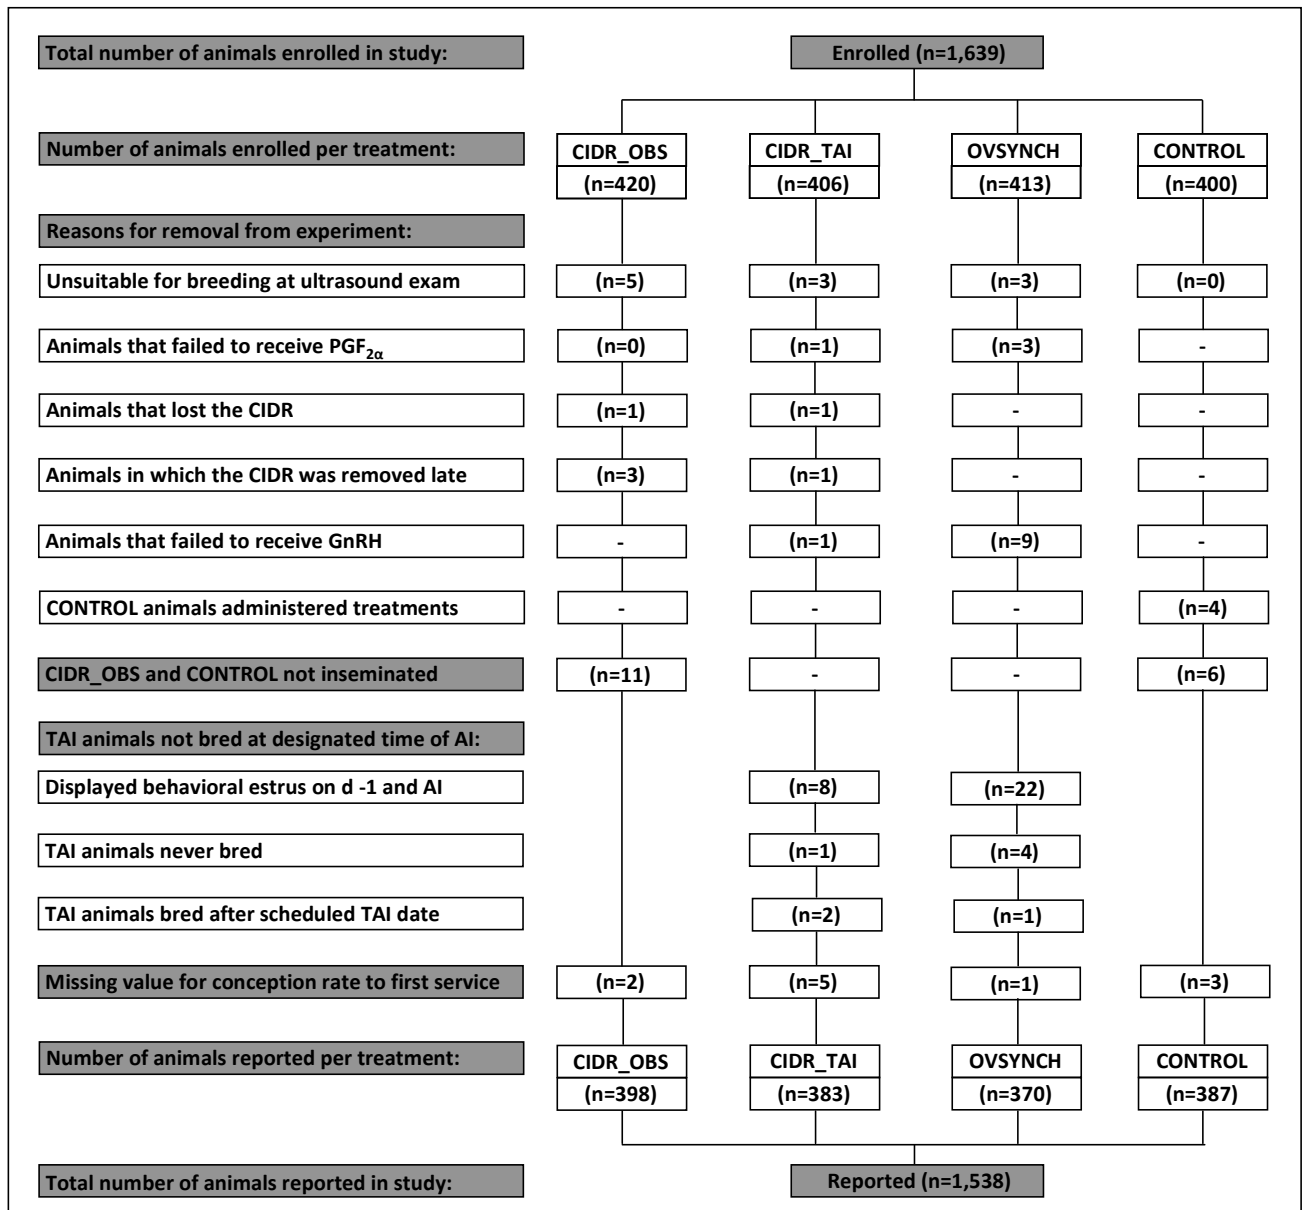 Total number of animals enrolled in study: Enrolled (n=1,639)
Number of animals enrolled per treatment: CIDR_OBS CIDR_TAI OVSYNCH CONTROL
(n=420) (n=406) (n=413) (n=400)
Reasons for removal from experiment:
Unsuitable for breeding at ultrasound exam (n=5) (n=3) (n=3) (n=0)
Animals that failed to receive PGF2α (n=0) (n=1) (n=3) -
Animals that lost the CIDR (n=1) (n=1) - -
Animals in which the CIDR was removed late (n=3) (n=1) - -
Animals that failed to receive GnRH - (n=1) (n=9) -
CONTROL animals administered treatments - - - (n=4)
CIDR_OBS and CONTROL not inseminated (n=11) - - (n=6)
TAI animals not bred at designated time of AI:
Displayed behavioral estrus on d -1 and AI (n=8) (n=22)
TAI animals never bred (n=1) (n=4)
TAI animals bred after scheduled TAI date (n=2) (n=1)
Missing value for conception rate to first service (n=2) (n=5) (n=1) (n=3)
Number of animals reported per treatment: CIDR_OBS CIDR_TAI OVSYNCH CONTROL
(n=398) (n=383) (n=370) (n=387)
Total number of animals reported in study: Reported (n=1,538)